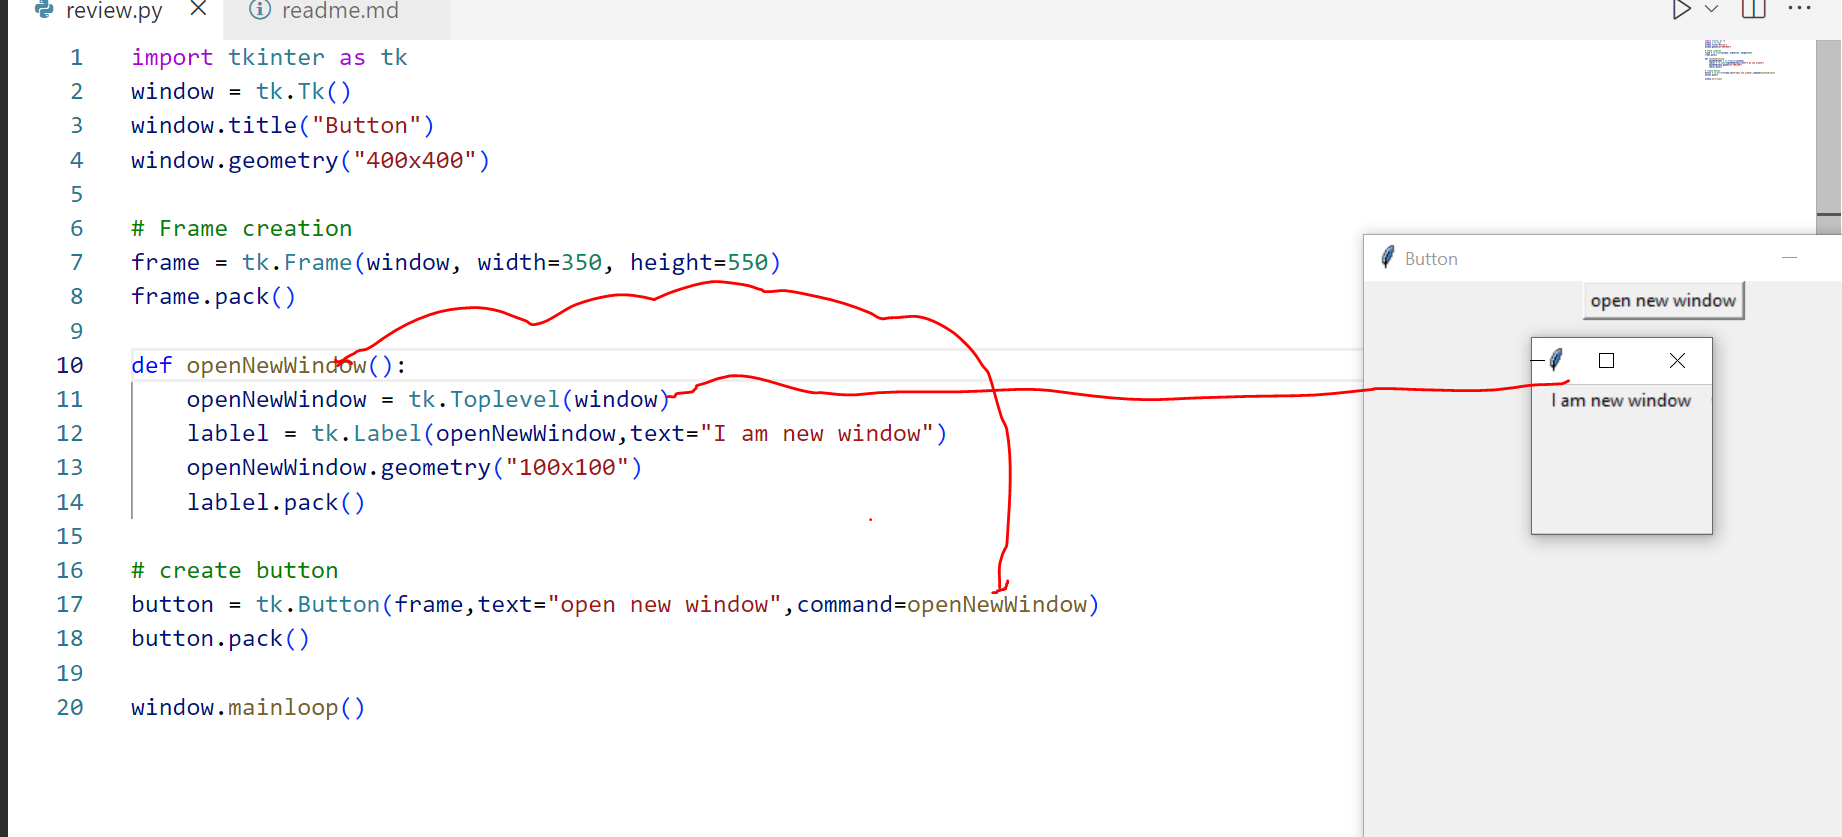 review.py
readme.md
1 import tkinter as tk
2 window = tk.Tk()
3 window.title("Button")
4 window.geometry("400x400")
5
6 # Frame creation
7 frame = tk.Frame(window, width=350, height=550)
8 frame.pack()
9
10 def openNewWindow():
11 openNewWindow = tk.Toplevel(window)
12 lablel = tk.Label(openNewWindow,text="I am new window")
13 openNewWindow.geometry("100x100")
14 lablel.pack()
15
16 # create button
17 button = tk.Button(frame,text="open new window",command=openNewWindow)
18 button.pack()
19
20 window.mainloop()
Button
open new window
I am new window